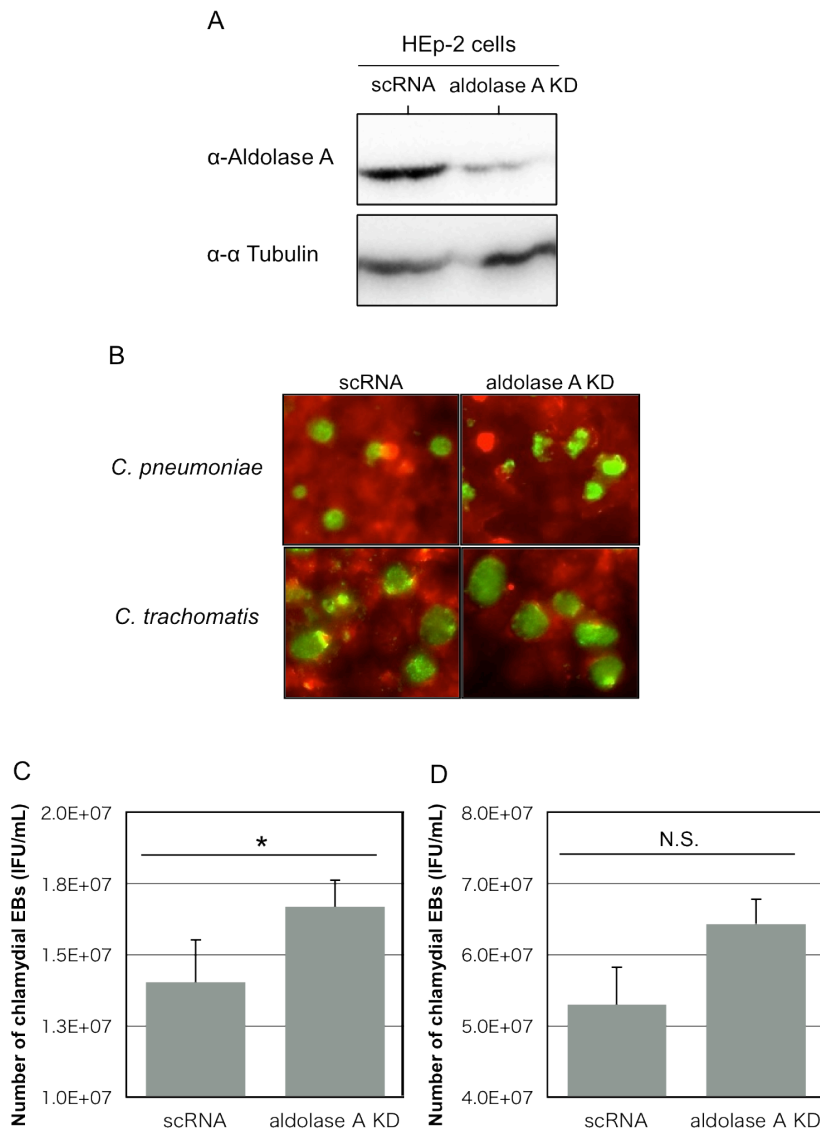 A
HEp-2 cells
scRNA aldolase A KD
α-Aldolase A
α-α Tubulin
B
scRNA aldolase A KD
C. pneumoniae
C. trachomatis
C
Number of chlamydial EBs (IFU/mL)
2.0E+07
1.8E+07
1.5E+07
1.3E+07
1.0E+07
*
scRNA aldolase A KD
D
Number of chlamydial EBs (IFU/mL)
8.0E+07
7.0E+07
6.0E+07
5.0E+07
4.0E+07
N.S.
scRNA aldolase A KD